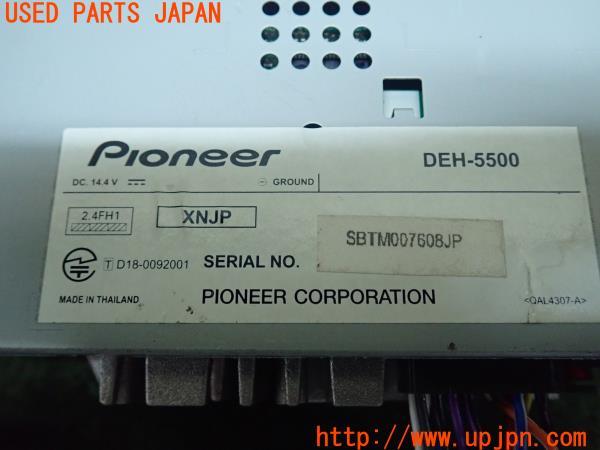 USED PARTS JAPAN
Pioneer
DEH-5500
DC. 14.4 V
⊖ GROUND
2.4FH1
XNJP
SBTM007608JP
T D18-0092001
SERIAL NO.
MADE IN THAILAND
PIONEER CORPORATION
<QAL4307-A>
http://www.upjpn.com